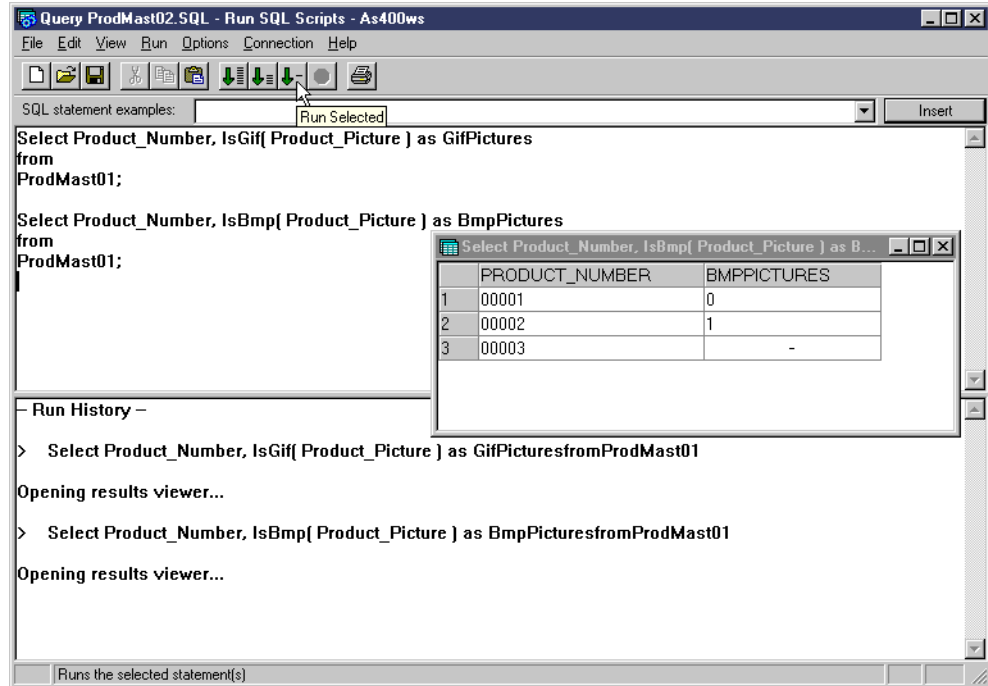 Query ProdMast02.SQL - Run SQL Scripts - As400ws
File Edit View Run Options Connection Help
SQL statement examples:
Insert
Run Selected
Select Product_Number, IsGif( Product_Picture ) as GifPictures
from
ProdMast01;
Select Product_Number, IsBmp( Product_Picture ) as BmpPictures
from
ProdMast01;
Select Product_Number, IsBmp( Product_Picture ) as B...
PRODUCT_NUMBER BMPPICTURES
1 00001 0
2 00002 1
3 00003 -
– Run History –
> Select Product_Number, IsGif( Product_Picture ) as GifPicturesfromProdMast01
Opening results viewer...
> Select Product_Number, IsBmp( Product_Picture ) as BmpPicturesfromProdMast01
Opening results viewer...
Runs the selected statement(s)